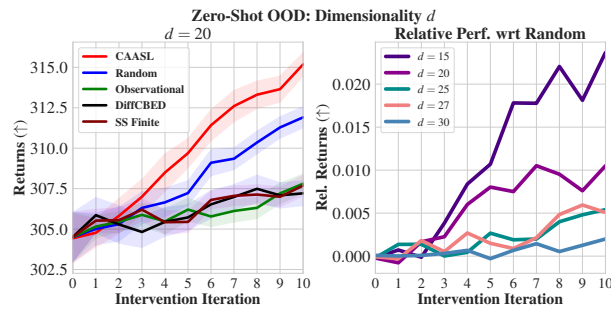 Zero-Shot OOD: Dimensionality d
d = 20
Returns (↑)
315.0
312.5
310.0
307.5
305.0
302.5
CAASL
Random
Observational
DiffCBED
SS Finite
0 1 2 3 4 5 6 7 8 9 10
Intervention Iteration
Relative Perf. wrt Random
Rel. Returns (↑)
0.020
0.015
0.010
0.005
0.000
d = 15
d = 20
d = 25
d = 27
d = 30
0 1 2 3 4 5 6 7 8 9 10
Intervention Iteration